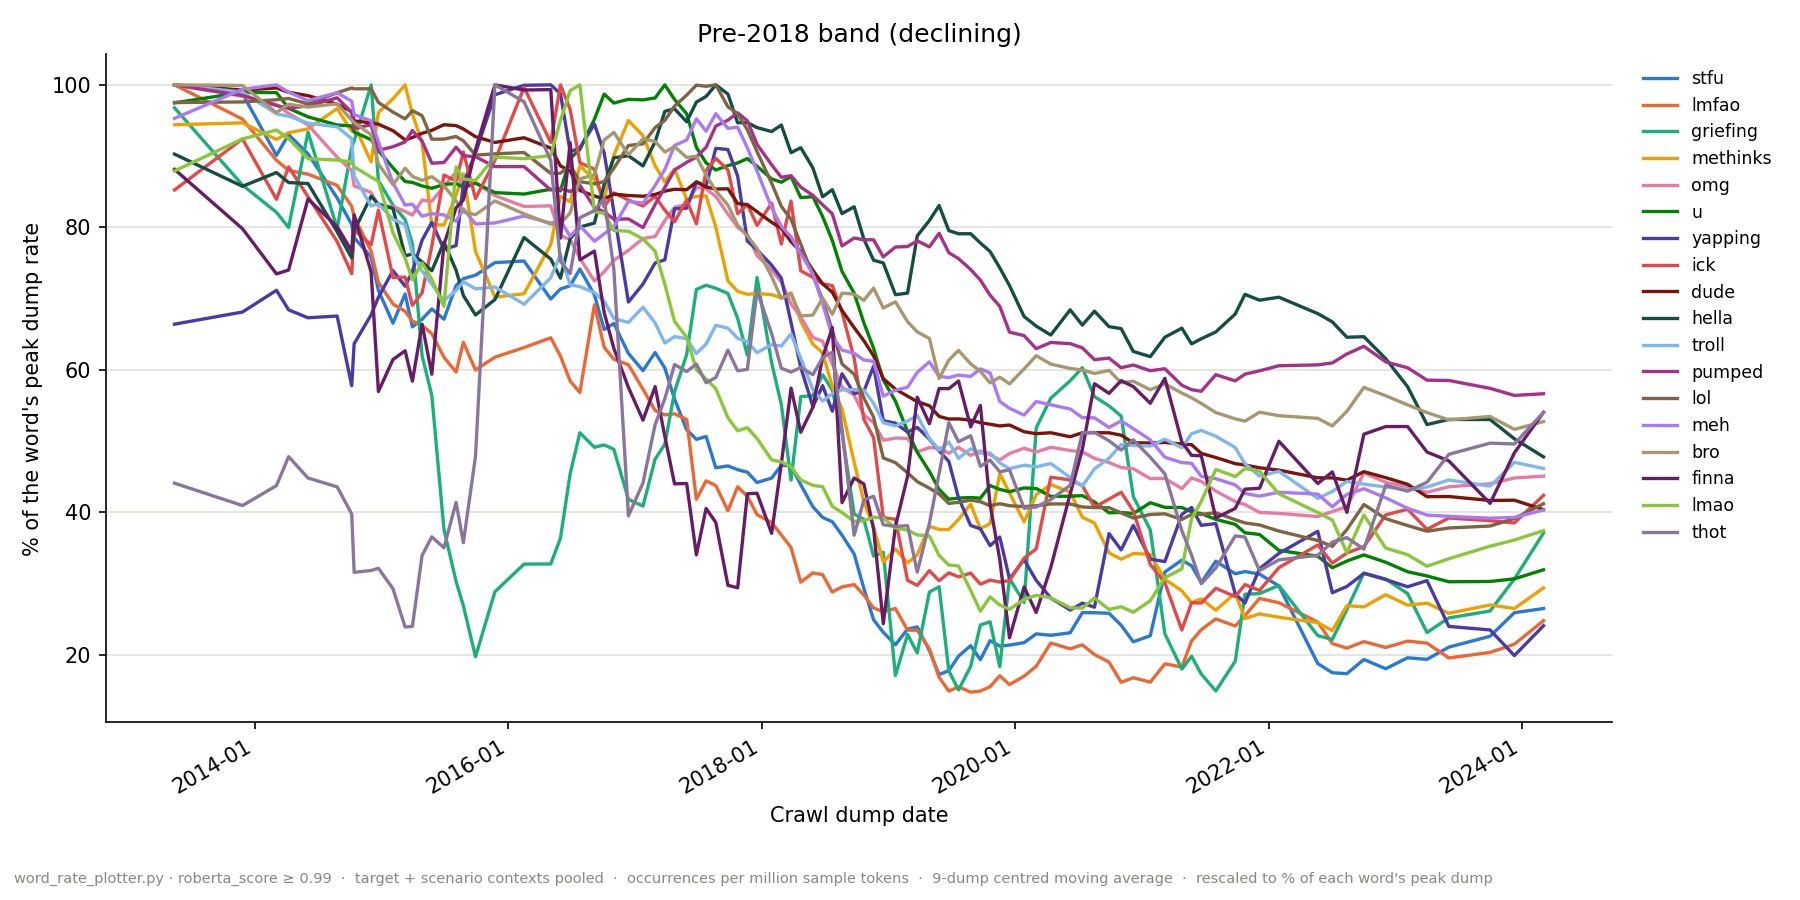 Pre-2018 band (declining)
% of the word's peak dump rate
100
80
60
40
20
2014-01
2016-01
2018-01
2020-01
2022-01
2024-01
Crawl dump date
stfu
lmfao
griefing
methinks
omg
u
yapping
ick
dude
hella
troll
pumped
lol
meh
bro
finna
lmao
thot
word_rate_plotter.py · roberta_score ≥ 0.99 · target + scenario contexts pooled · occurrences per million sample tokens · 9-dump centred moving average · rescaled to % of each word's peak dump